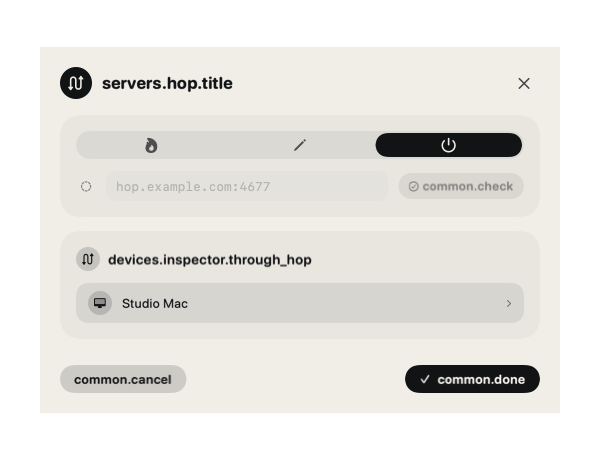 servers.hop.title
hop.example.com:4677
common.check
devices.inspector.through_hop
Studio Mac
common.cancel
common.done